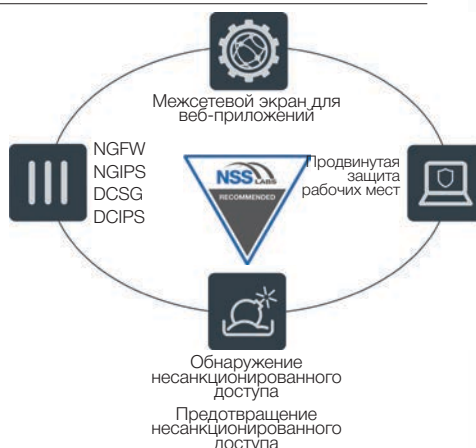 Межсетевой экран для
веб-приложений
NGFW
NGIPS
DCSG
DCIPS
NSS
LABS
RECOMMENDED
Продвинутая
защита
рабочих мест
Обнаружение
несанкционированного
доступа
Предотвращение
несанкционированного
доступа